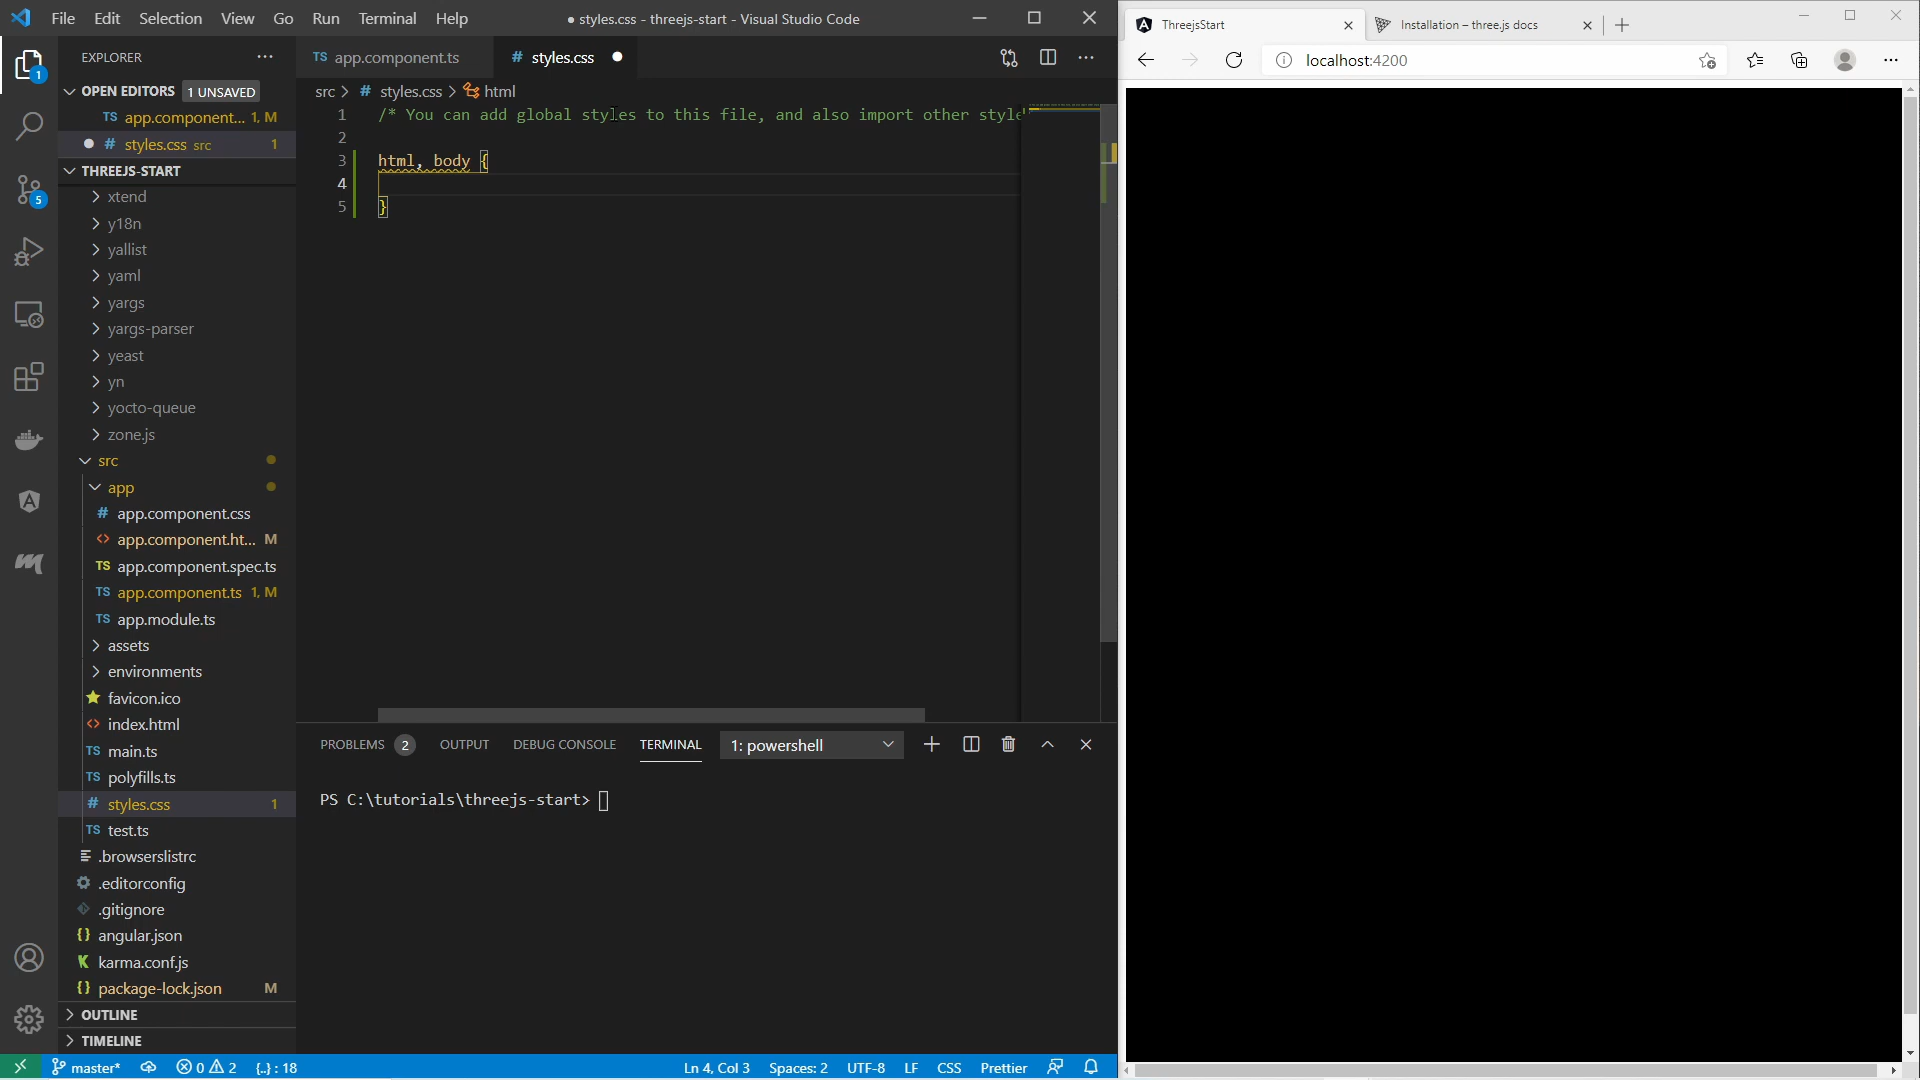 File Edit Selection View Go Run Terminal Help
● styles.css - threejs-start - Visual Studio Code
EXPLORER
OPEN EDITORS 1 UNSAVED
TS app.component... 1, M
# styles.css src 1
THREEJS-START
xtend
y18n
yallist
yaml
yargs
yargs-parser
yeast
yn
yocto-queue
zone.js
src
app
# app.component.css
<> app.component.ht... M
TS app.component.spec.ts
TS app.component.ts 1, M
TS app.module.ts
assets
environments
favicon.ico
<> index.html
TS main.ts
TS polyfills.ts
# styles.css 1
TS test.ts
.browserslistrc
.editorconfig
.gitignore
{} angular.json
K karma.conf.js
{} package-lock.json M
OUTLINE
TIMELINE
1
5
TS app.component.ts
# styles.css ●
src > # styles.css > html
1 /* You can add global styles to this file, and also import other style
2
3 html, body {
4
5 }
PROBLEMS 2 OUTPUT DEBUG CONSOLE TERMINAL 1: powershell
PS C:\tutorials\threejs-start>
master* 0 2 {..} : 18
Ln 4, Col 3 Spaces: 2 UTF-8 LF CSS Prettier
ThreejsStart
Installation – three.js docs
localhost:4200